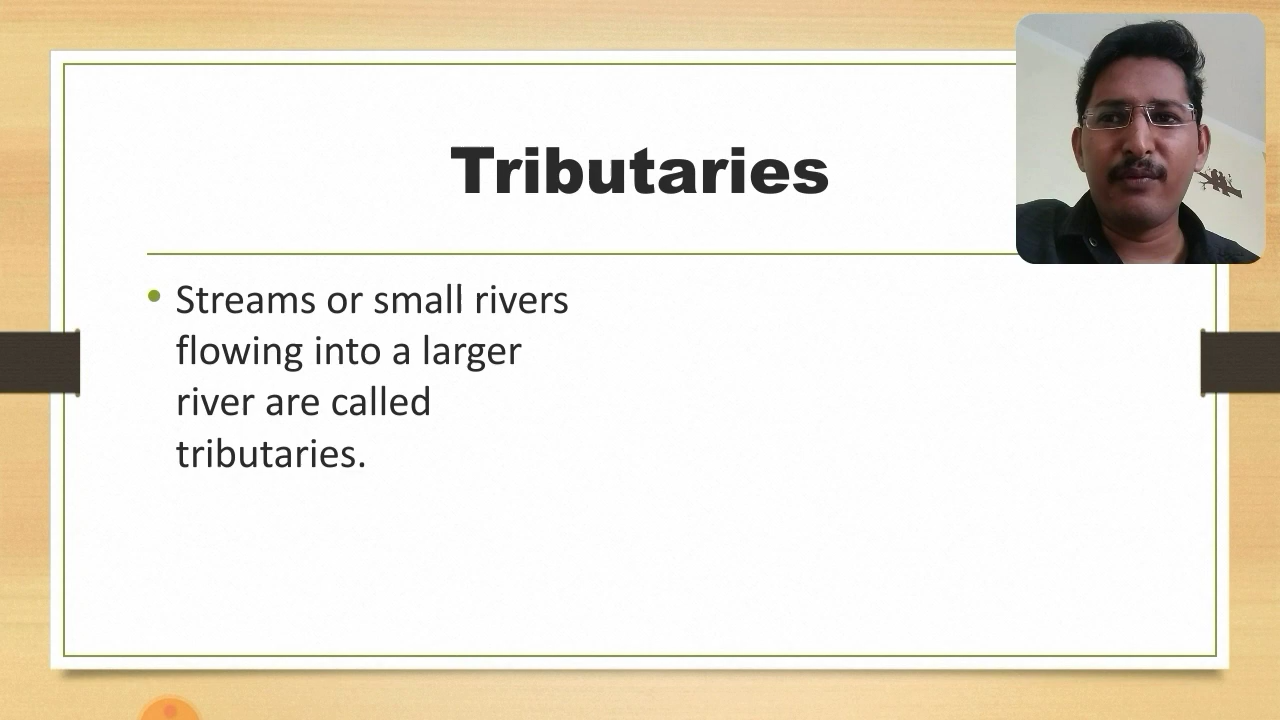 Tributaries
Streams or small rivers
flowing into a larger
river are called
tributaries.